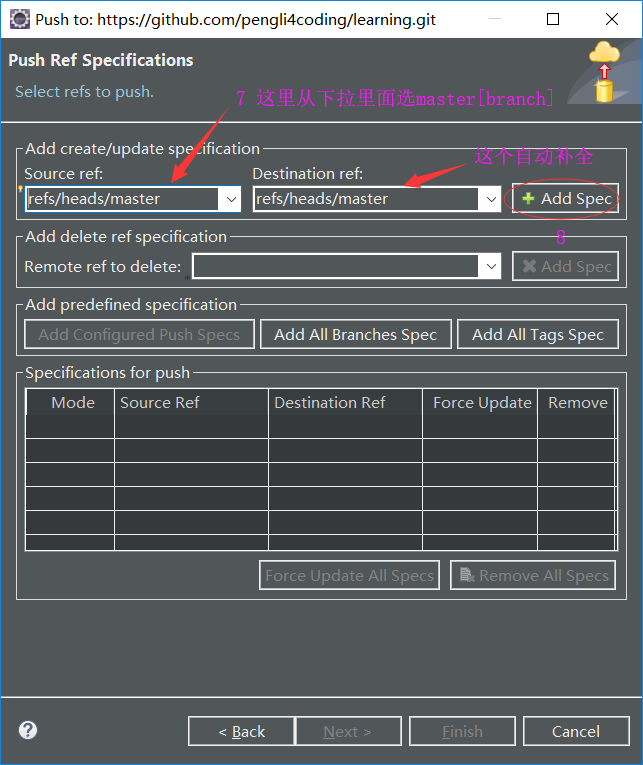 Push to: https://github.com/pengli4coding/learning.git
Push Ref Specifications
Select refs to push.
7 这里从下拉里面选master[branch]
Add create/update specification
这个自动补全
Source ref:
Destination ref:
refs/heads/master
refs/heads/master
Add Spec
8
Add delete ref specification
Remote ref to delete:
Add Spec
Add predefined specification
Add Configured Push Specs
Add All Branches Spec
Add All Tags Spec
Specifications for push
Mode Source Ref Destination Ref Force Update Remove
Force Update All Specs
Remove All Specs
?
< Back
Next >
Finish
Cancel